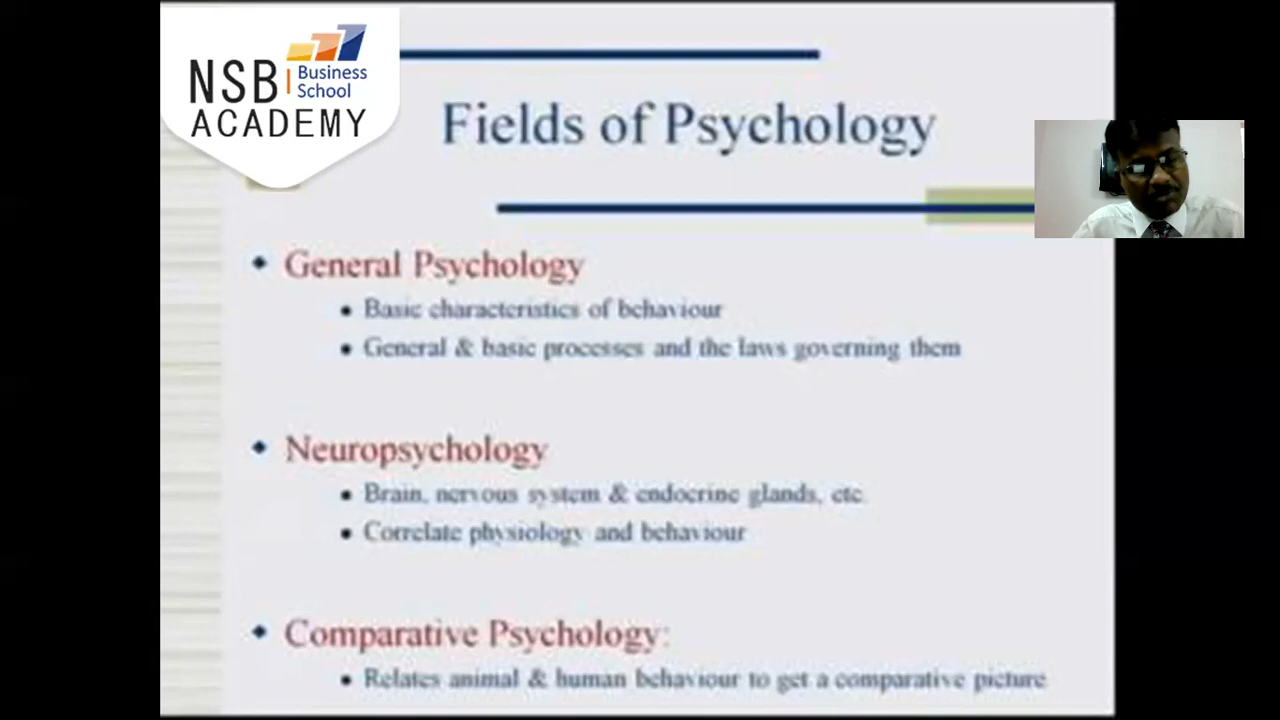 NSB Business School
ACADEMY
Fields of Psychology
General Psychology
Basic characteristics of behaviour
General & basic processes and the laws governing them
Neuropsychology
Brain, nervous system & endocrine glands, etc
Correlate physiology and behaviour
Comparative Psychology:
Relates animal & human behaviour to get a comparative picture